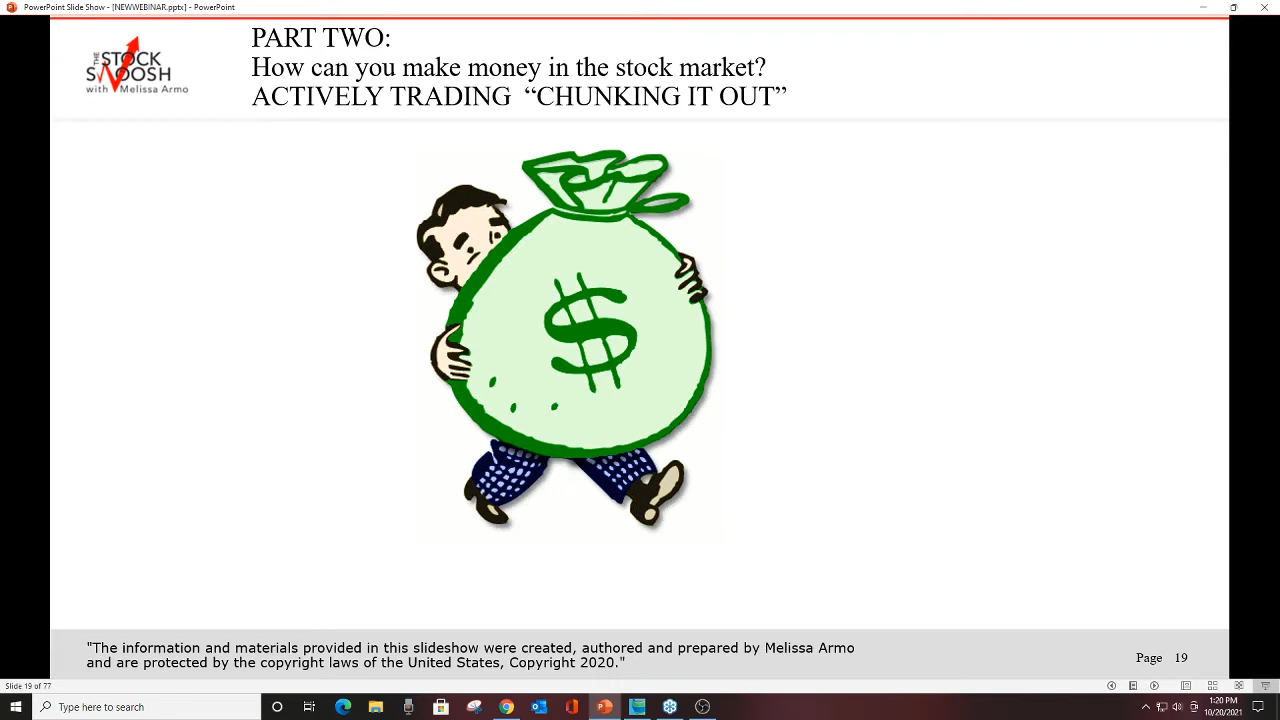 PowerPoint Slide Show - [NEWWEBINAR.pptx] - PowerPoint
THE
STOCK
SWOOSH
with Melissa Armo
PART TWO:
How can you make money in the stock market?
ACTIVELY TRADING “CHUNKING IT OUT”
$
"The information and materials provided in this slideshow were created, authored and prepared by Melissa Armo
and are protected by the copyright laws of the United States, Copyright 2020."
Page 19
Slide 19 of 77
Type here to search
1:20 PM
10/20/2021